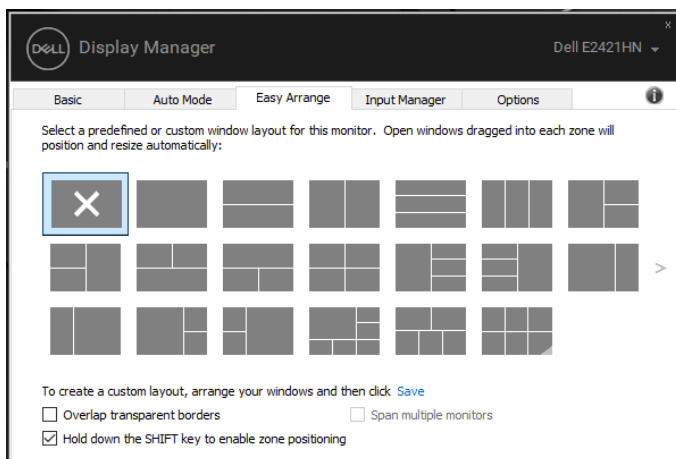 DELL Display Manager
Dell E2421HN
Basic Auto Mode Easy Arrange Input Manager Options
Select a predefined or custom window layout for this monitor. Open windows dragged into each zone will
position and resize automatically:
To create a custom layout, arrange your windows and then click Save
Overlap transparent borders Span multiple monitors
Hold down the SHIFT key to enable zone positioning